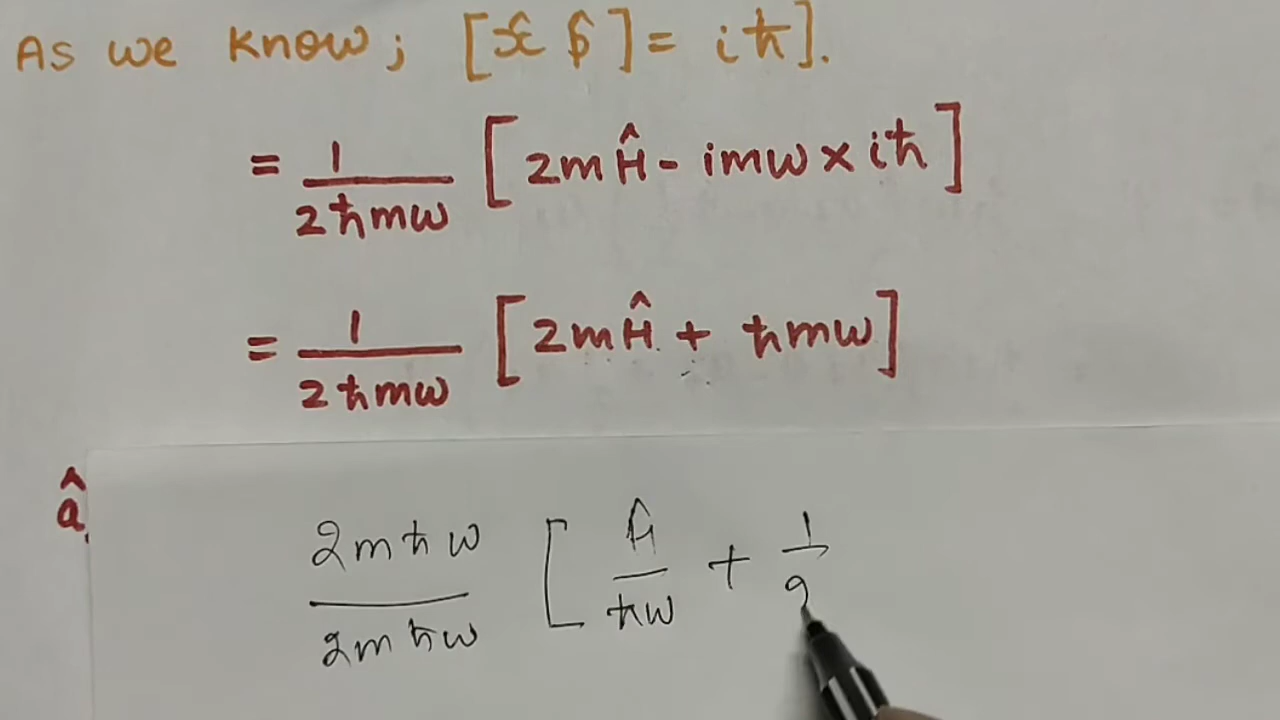 As we know; [x̂ p̂] = iħ].
= 1/2ħmω [2mĤ - imω × iħ]
= 1/2ħmω [2mĤ + ħmω]
â
2mħω/2mħω [Ĥ/ħω + 1/2